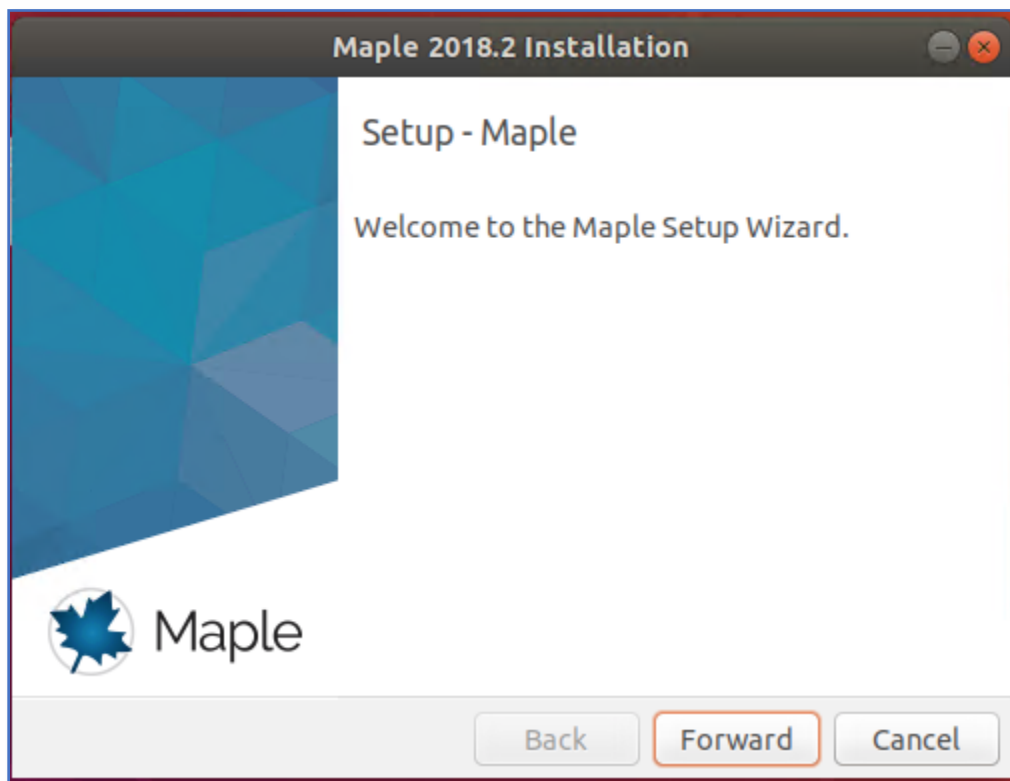 Maple 2018.2 Installation
Setup - Maple
Welcome to the Maple Setup Wizard.
Maple
Back Forward Cancel